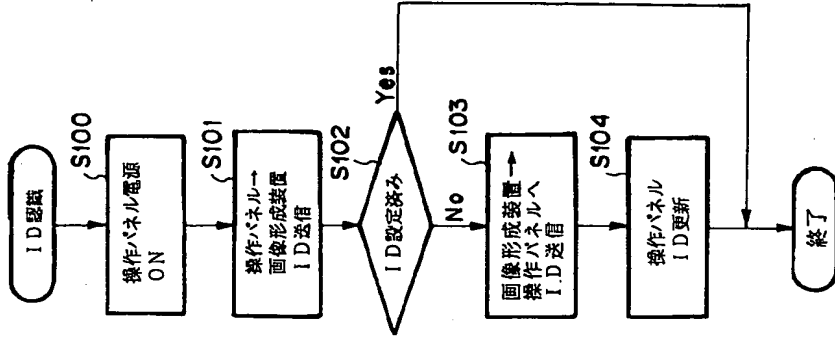 ID認識
S100
操作パネル電源
ON
S101
操作パネル→
画像形成装置
ID送信
S102
ID設定済み
Yes
No
S103
画像形成装置→
操作パネルへ
I.D送信
S104
操作パネル
ID更新
終了